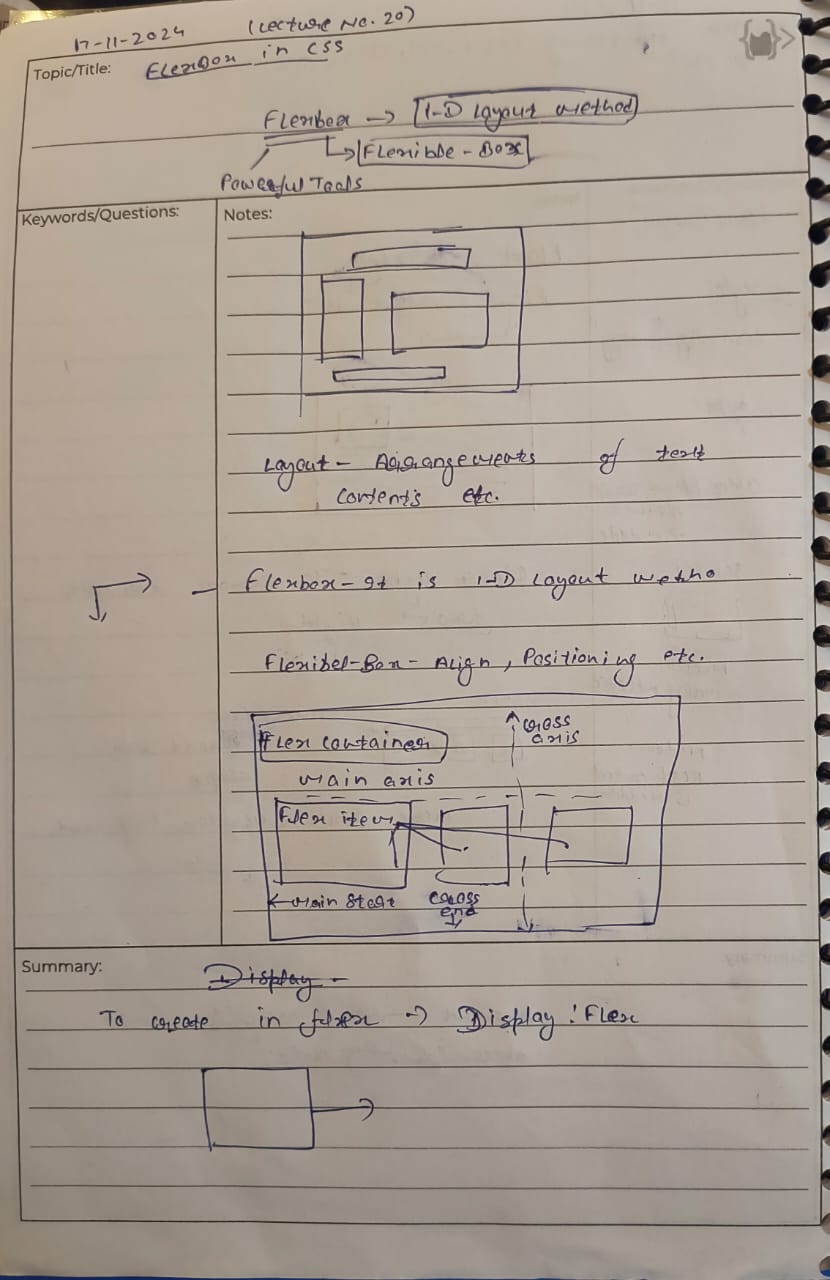 17-11-2024 (Lecture No. 20)
Topic/Title: Flexbox in CSS
Flexbox → 1-D Layout method
↳ Flexible-Box
Powerful Tools
Keywords/Questions:
Notes:
Layout - Arrangements of text
contents etc.
- Flexbox - It is 1-D Layout metho
Flexibel-Box - Align, Positioning etc.
cross
axis
Flex container
main axis
Flex item
← main start
cross
end
Summary:
Display -
To create in flex → Display : Flex